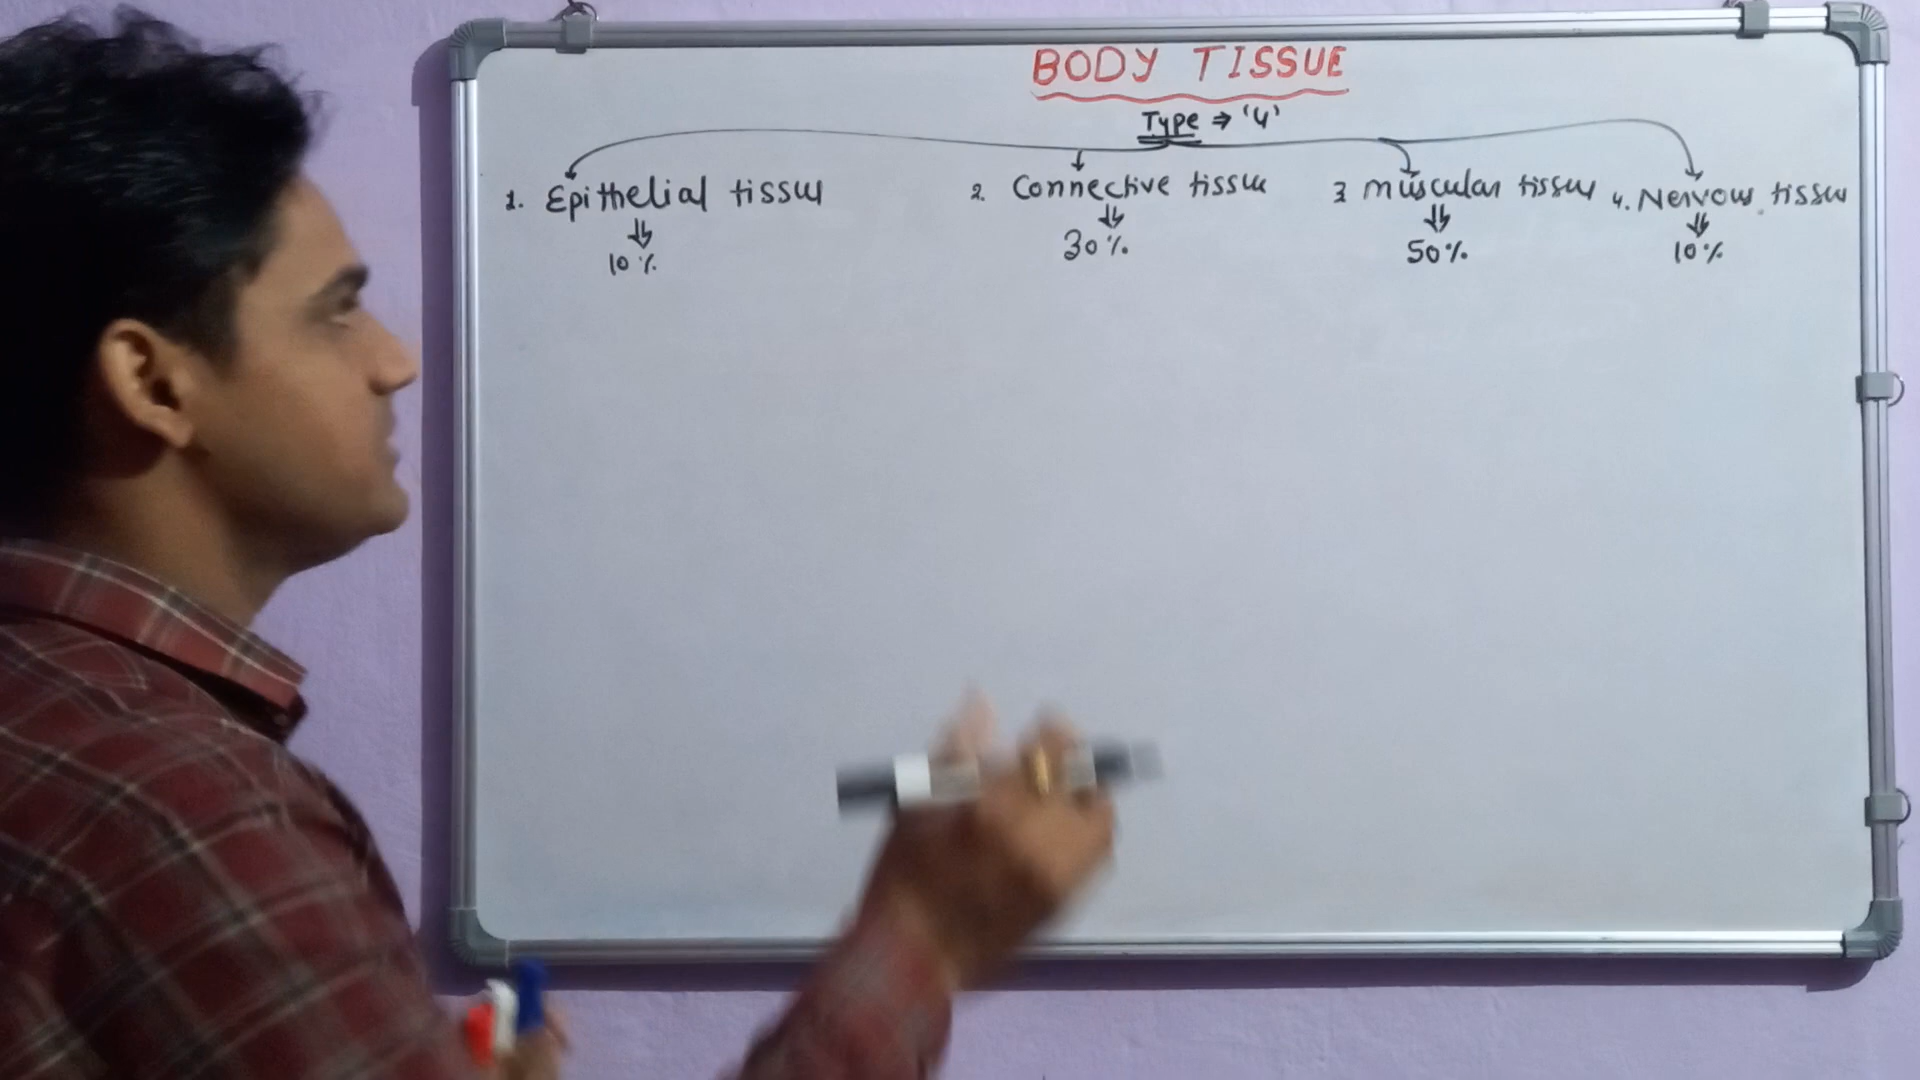 BODY TISSUE
Type ⇒ '4'
1. Epithelial tissue 2. Connective tissue 3 muscular tissue 4. Nervous tissue
10% 30% 50% 10%